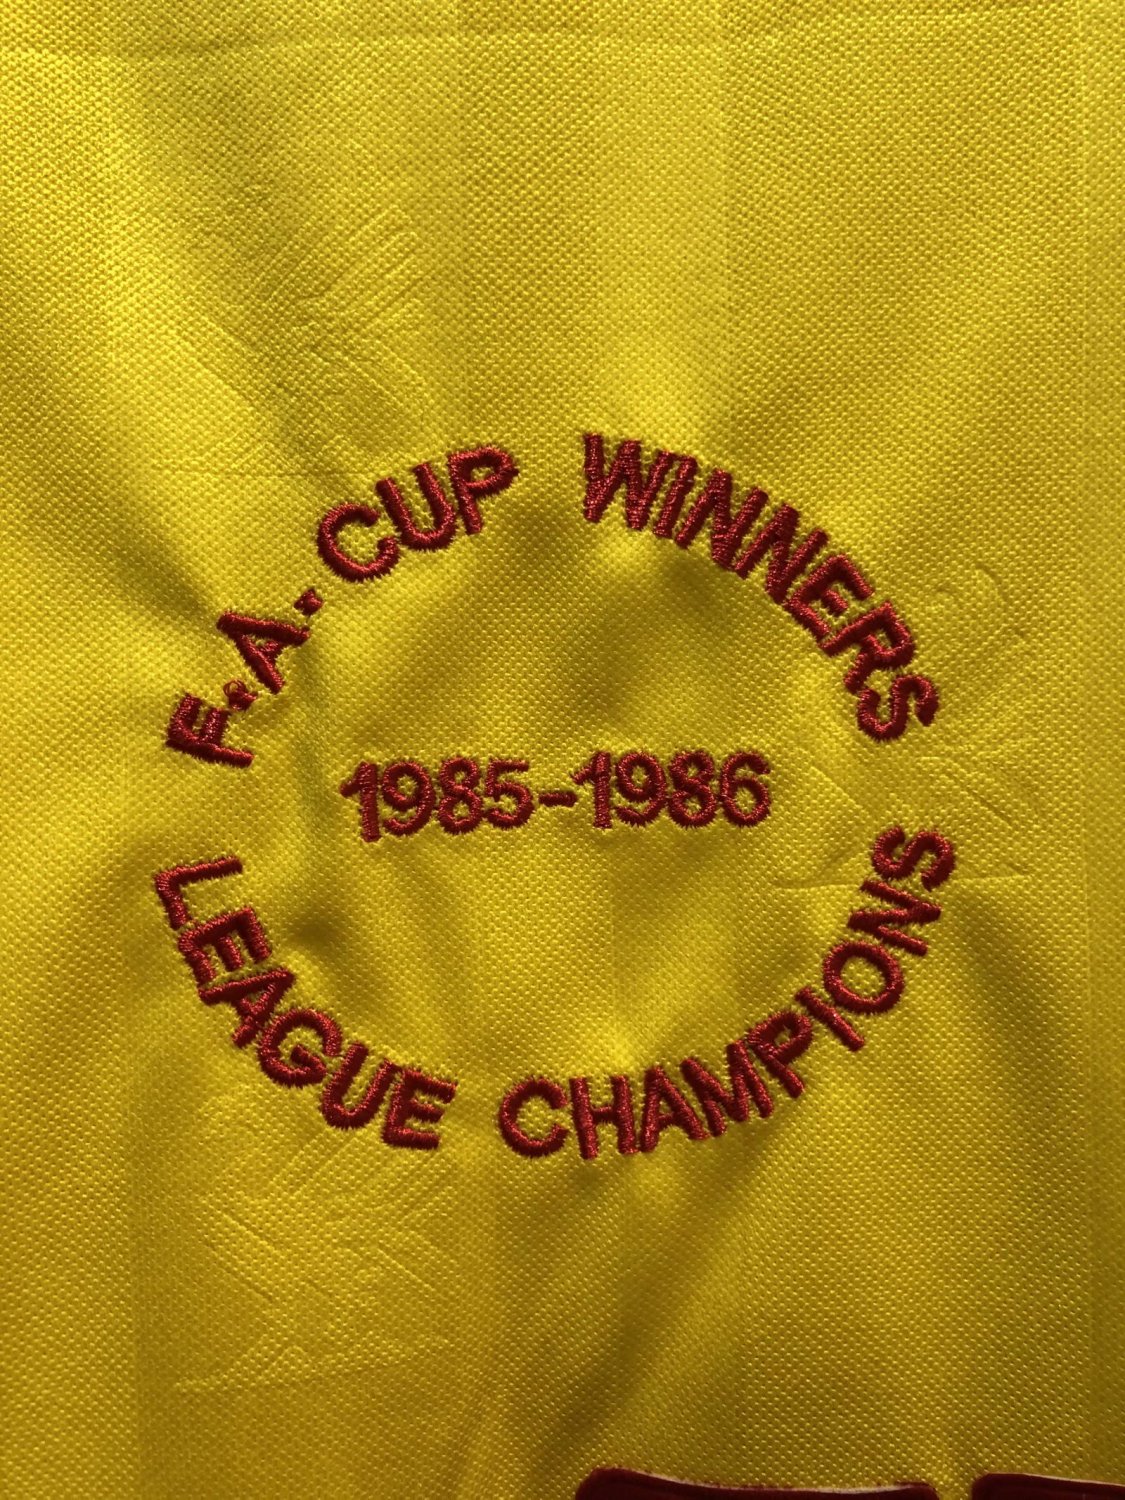 F.A. CUP WINNERS
1985-1986
LEAGUE CHAMPIONS